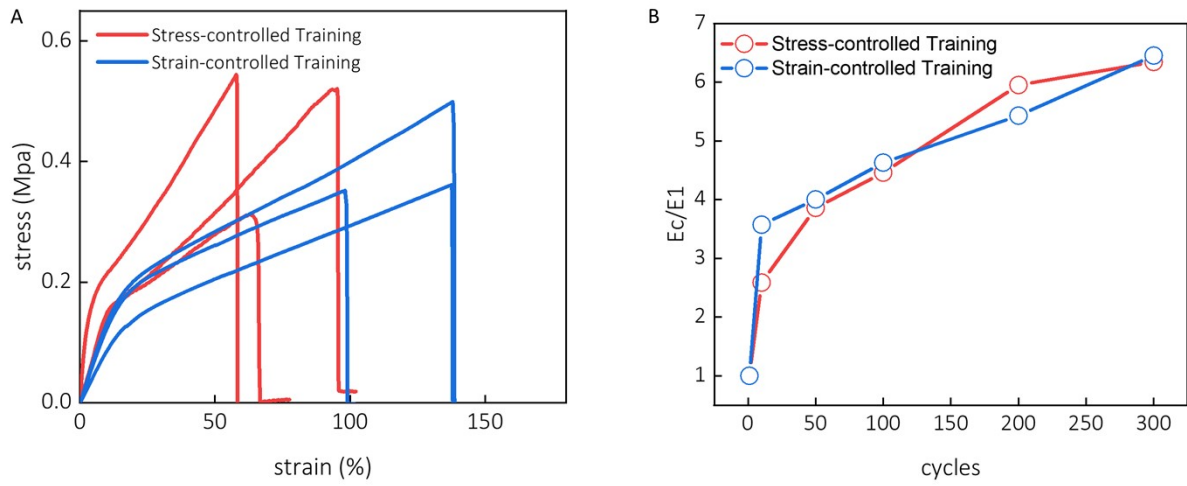 A
0.6
0.4
0.2
0.0
stress (Mpa)
Stress-controlled Training
Strain-controlled Training
0 50 100 150
strain (%)
B
7
6
5
4
3
2
1
Ec/E1
Stress-controlled Training
Strain-controlled Training
0 50 100 150 200 250 300
cycles